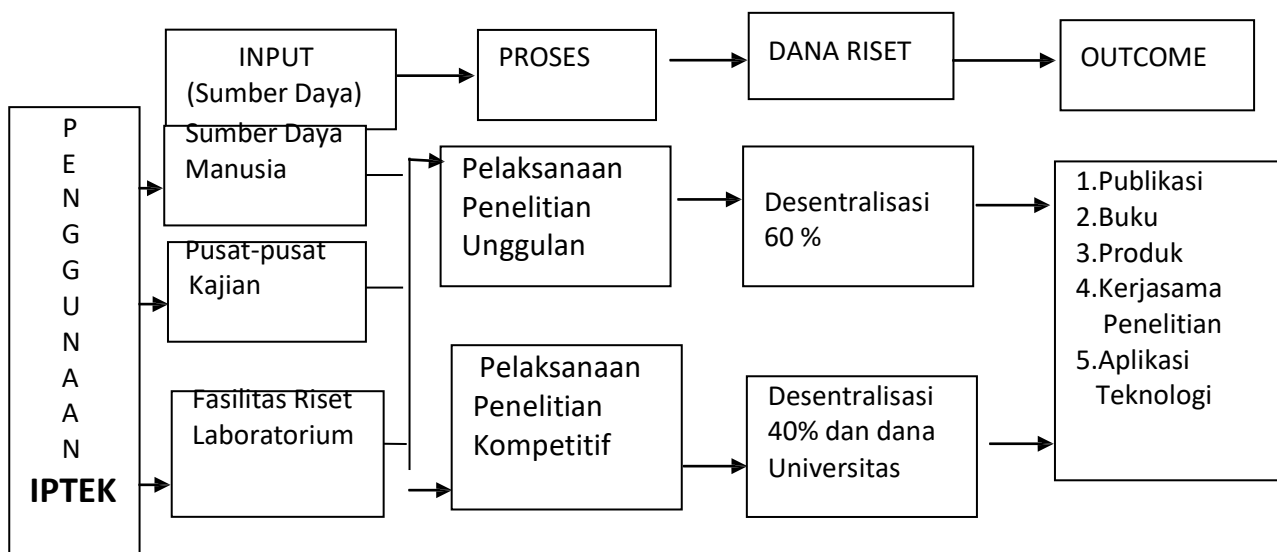 INPUT
(Sumber Daya)
PROSES
DANA RISET
OUTCOME
P
E
N
G
G
U
N
A
A
N
IPTEK
Sumber Daya
Manusia
Pusat-pusat
Kajian
Fasilitas Riset
Laboratorium
Pelaksanaan
Penelitian
Unggulan
Pelaksanaan
Penelitian
Kompetitif
Desentralisasi
60 %
Desentralisasi
40% dan dana
Universitas
1.Publikasi
2.Buku
3.Produk
4.Kerjasama
Penelitian
5.Aplikasi
Teknologi